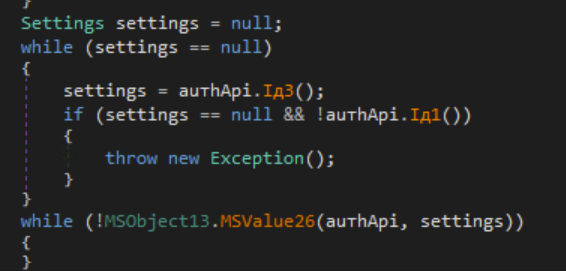 }
Settings settings = null;
while (settings == null)
{
settings = auтhApi.Iд3();
if (settings == null && !auтhApi.Iд1())
{
throw new Exception();
}
}
while (!MSObject13.MSValue26(auтhApi, settings))
{
}